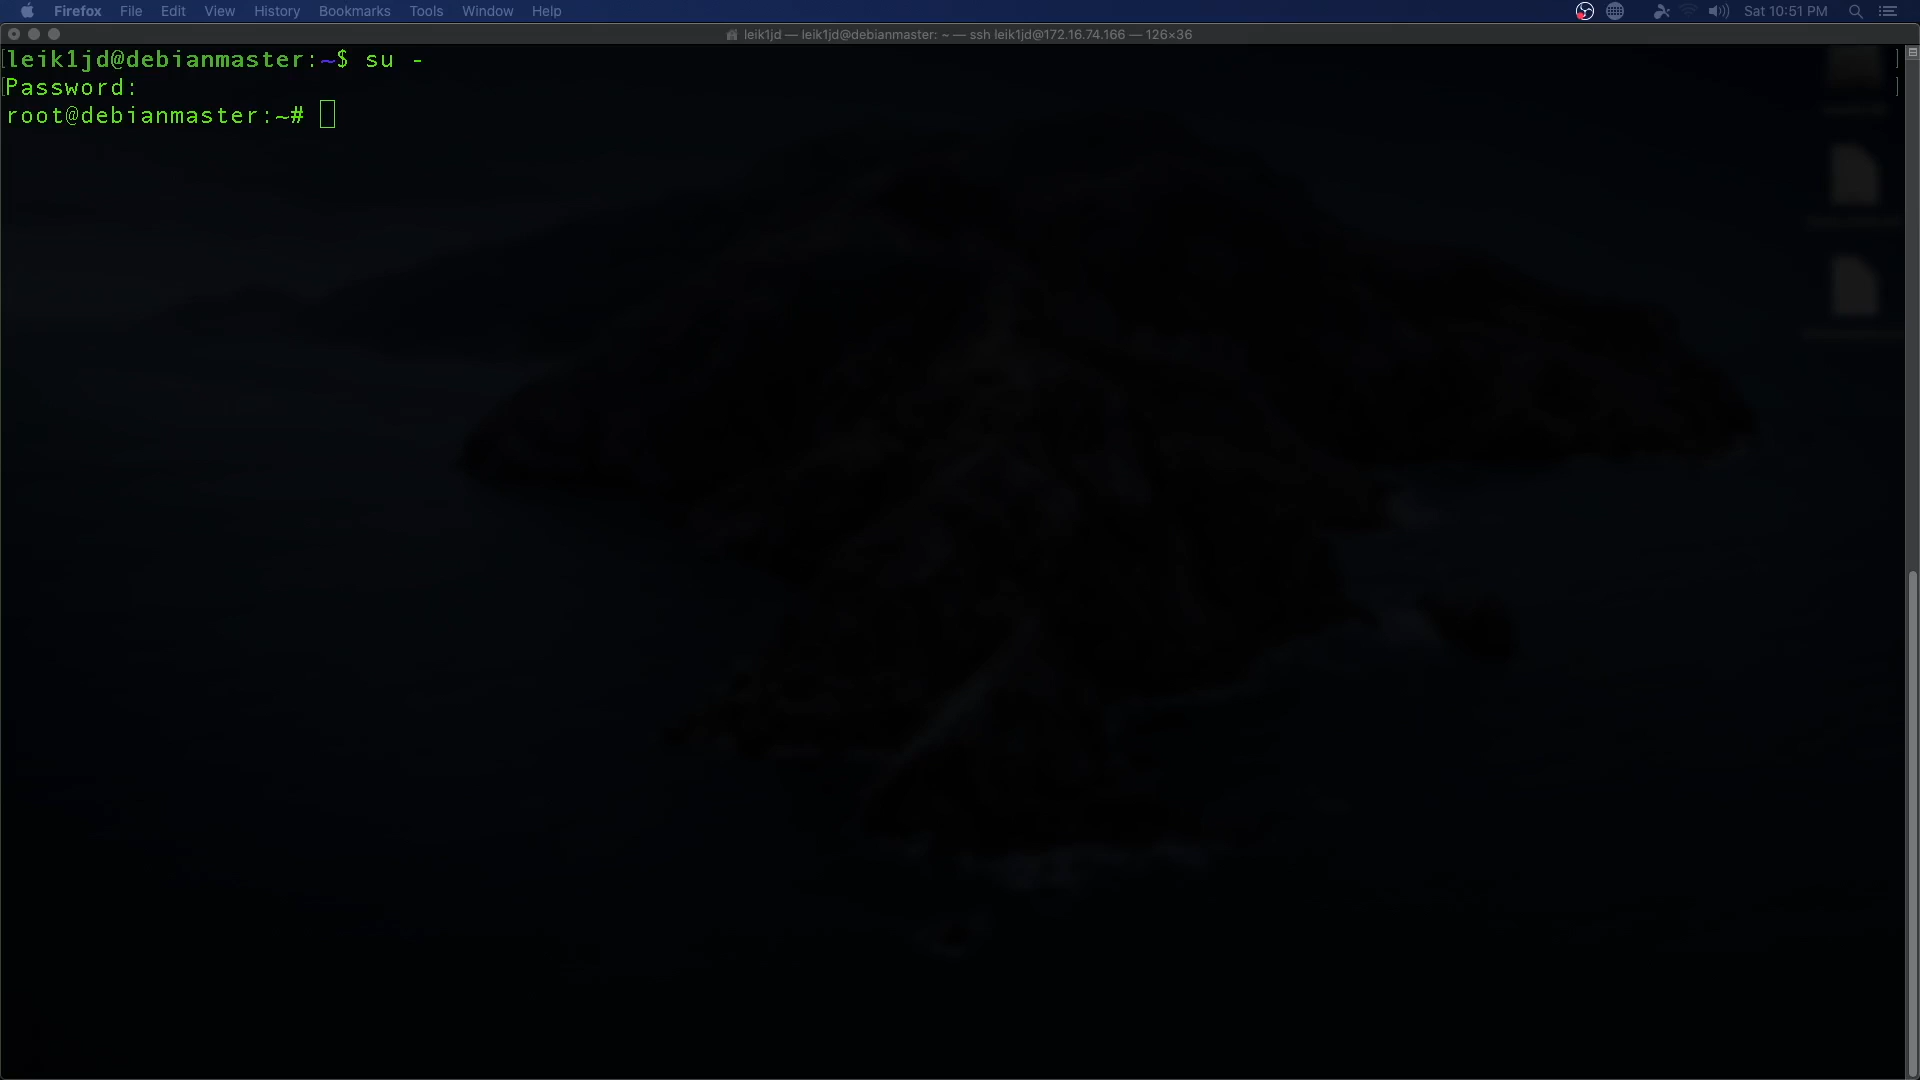 Firefox File Edit View History Bookmarks Tools Window Help Sat 10:51 PM
leik1jd — leik1jd@debianmaster: ~ — ssh leik1jd@172.16.74.166 — 126×36
[leik1jd@debianmaster:~$ su - ]
[Password: ]
root@debianmaster:~#